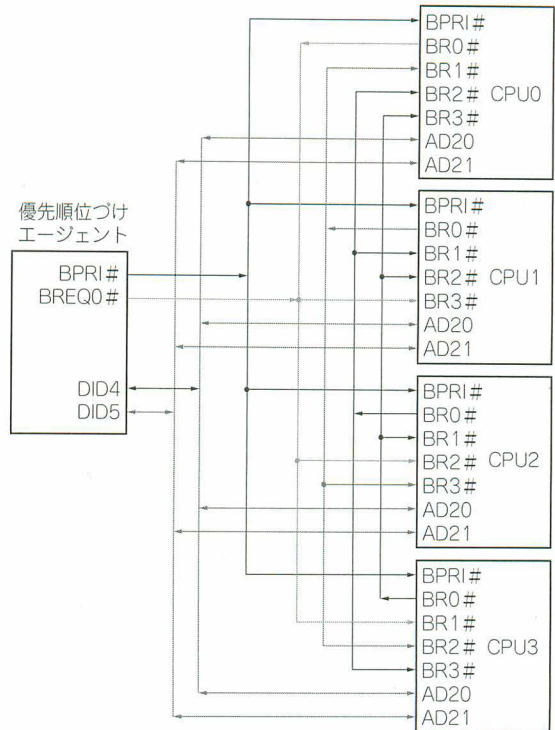 BPRI#
BR0#
BR1#
BR2# CPU0
BR3#
AD20
AD21
優先順位づけ
エージェント
BPRI#
BREQ0#
DID4
DID5
BPRI#
BR0#
BR1#
BR2# CPU1
BR3#
AD20
AD21
BPRI#
BR0#
BR1#
BR2# CPU2
BR3#
AD20
AD21
BPRI#
BR0#
BR1#
BR2# CPU3
BR3#
AD20
AD21